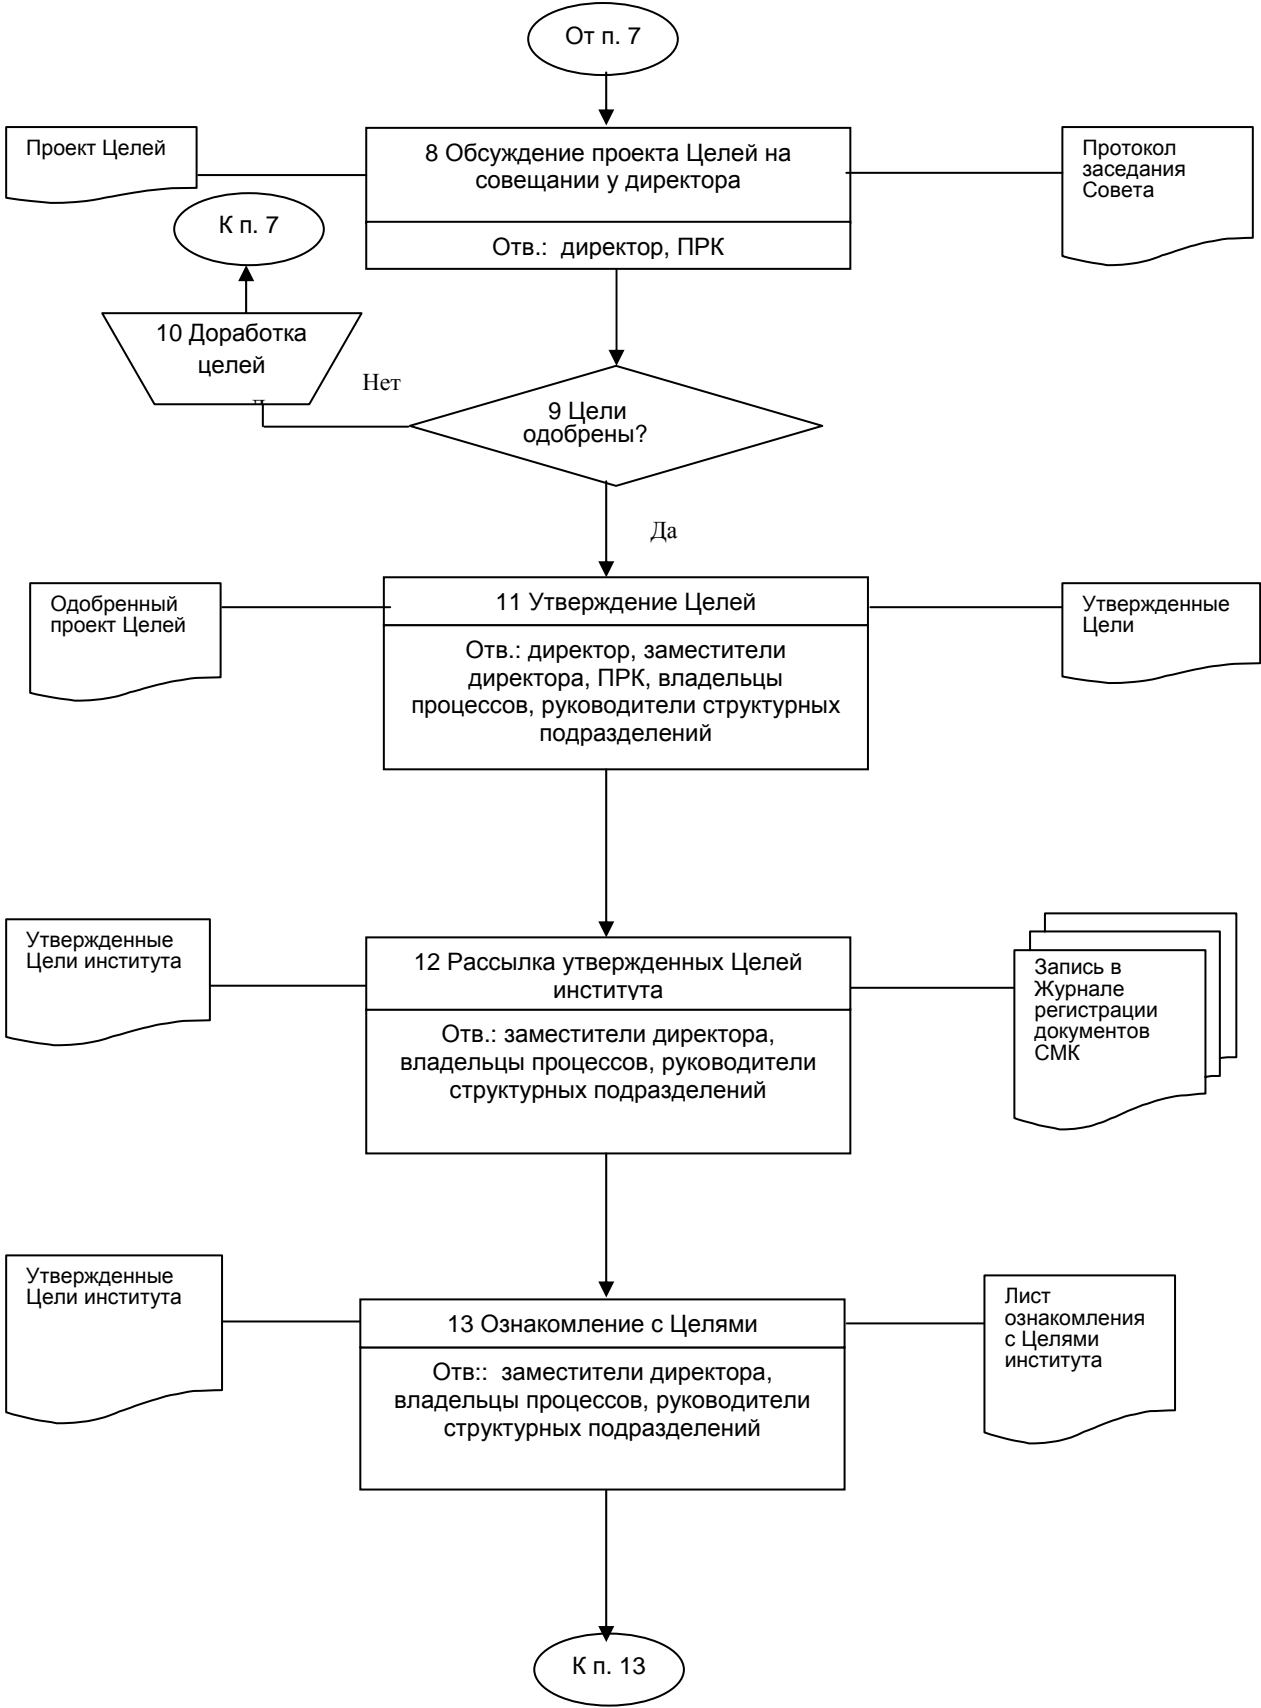 От п. 7
Проект Целей
8 Обсуждение проекта Целей на
совещании у директора
Отв.: директор, ПРК
Протокол
заседания
Совета
К п. 7
10 Доработка
целей
Нет
9 Цели
одобрены?
Да
Одобренный
проект Целей
11 Утверждение Целей
Отв.: директор, заместители
директора, ПРК, владельцы
процессов, руководители структурных
подразделений
Утвержденные
Цели
Утвержденные
Цели института
12 Рассылка утвержденных Целей
института
Отв.: заместители директора,
владельцы процессов, руководители
структурных подразделений
Запись в
Журнале
регистрации
документов
СМК
Утвержденные
Цели института
13 Ознакомление с Целями
Отв:: заместители директора,
владельцы процессов, руководители
структурных подразделений
Лист
ознакомления
с Целями
института
К п. 13